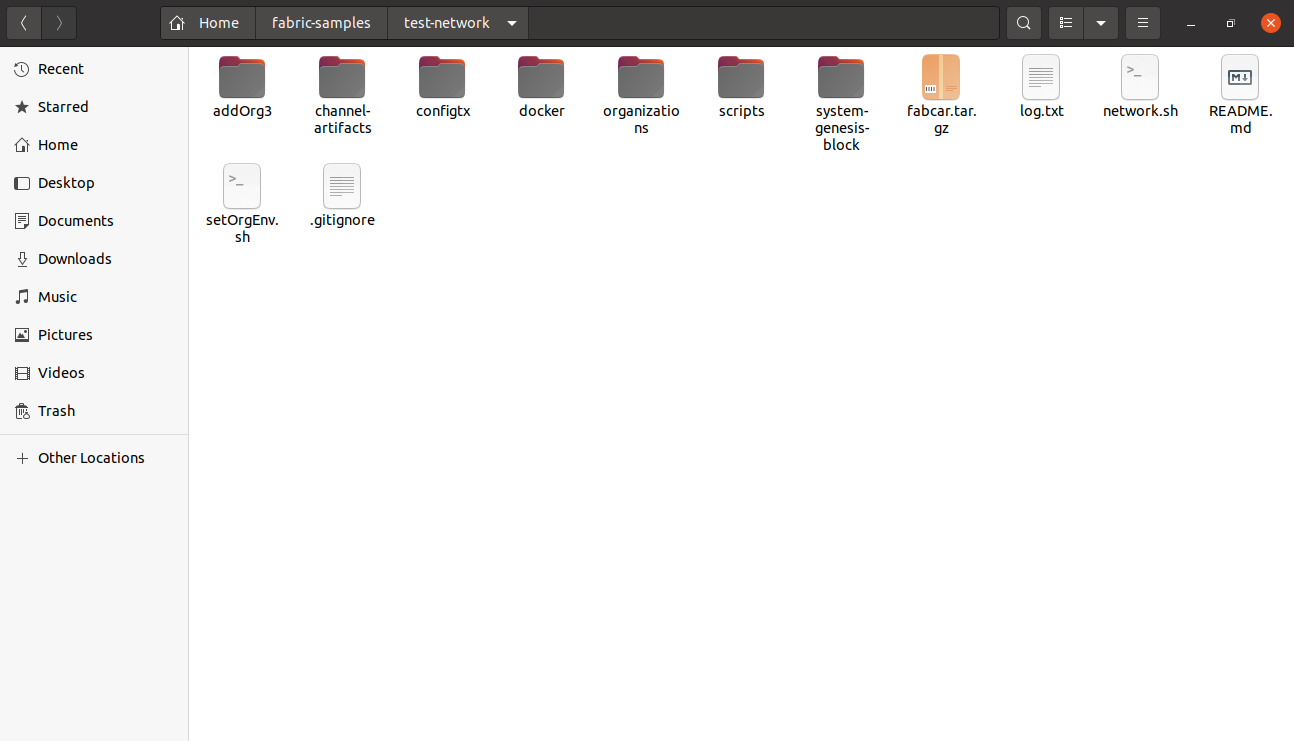 Home
fabric-samples
test-network
Recent
Starred
Home
Desktop
Documents
Downloads
Music
Pictures
Videos
Trash
Other Locations
addOrg3
channel-
artifacts
configtx
docker
organizatio
ns
scripts
system-
genesis-
block
fabcar.tar.
gz
log.txt
>_
network.sh
M↓
README.
md
>_
setOrgEnv.
sh
.gitignore